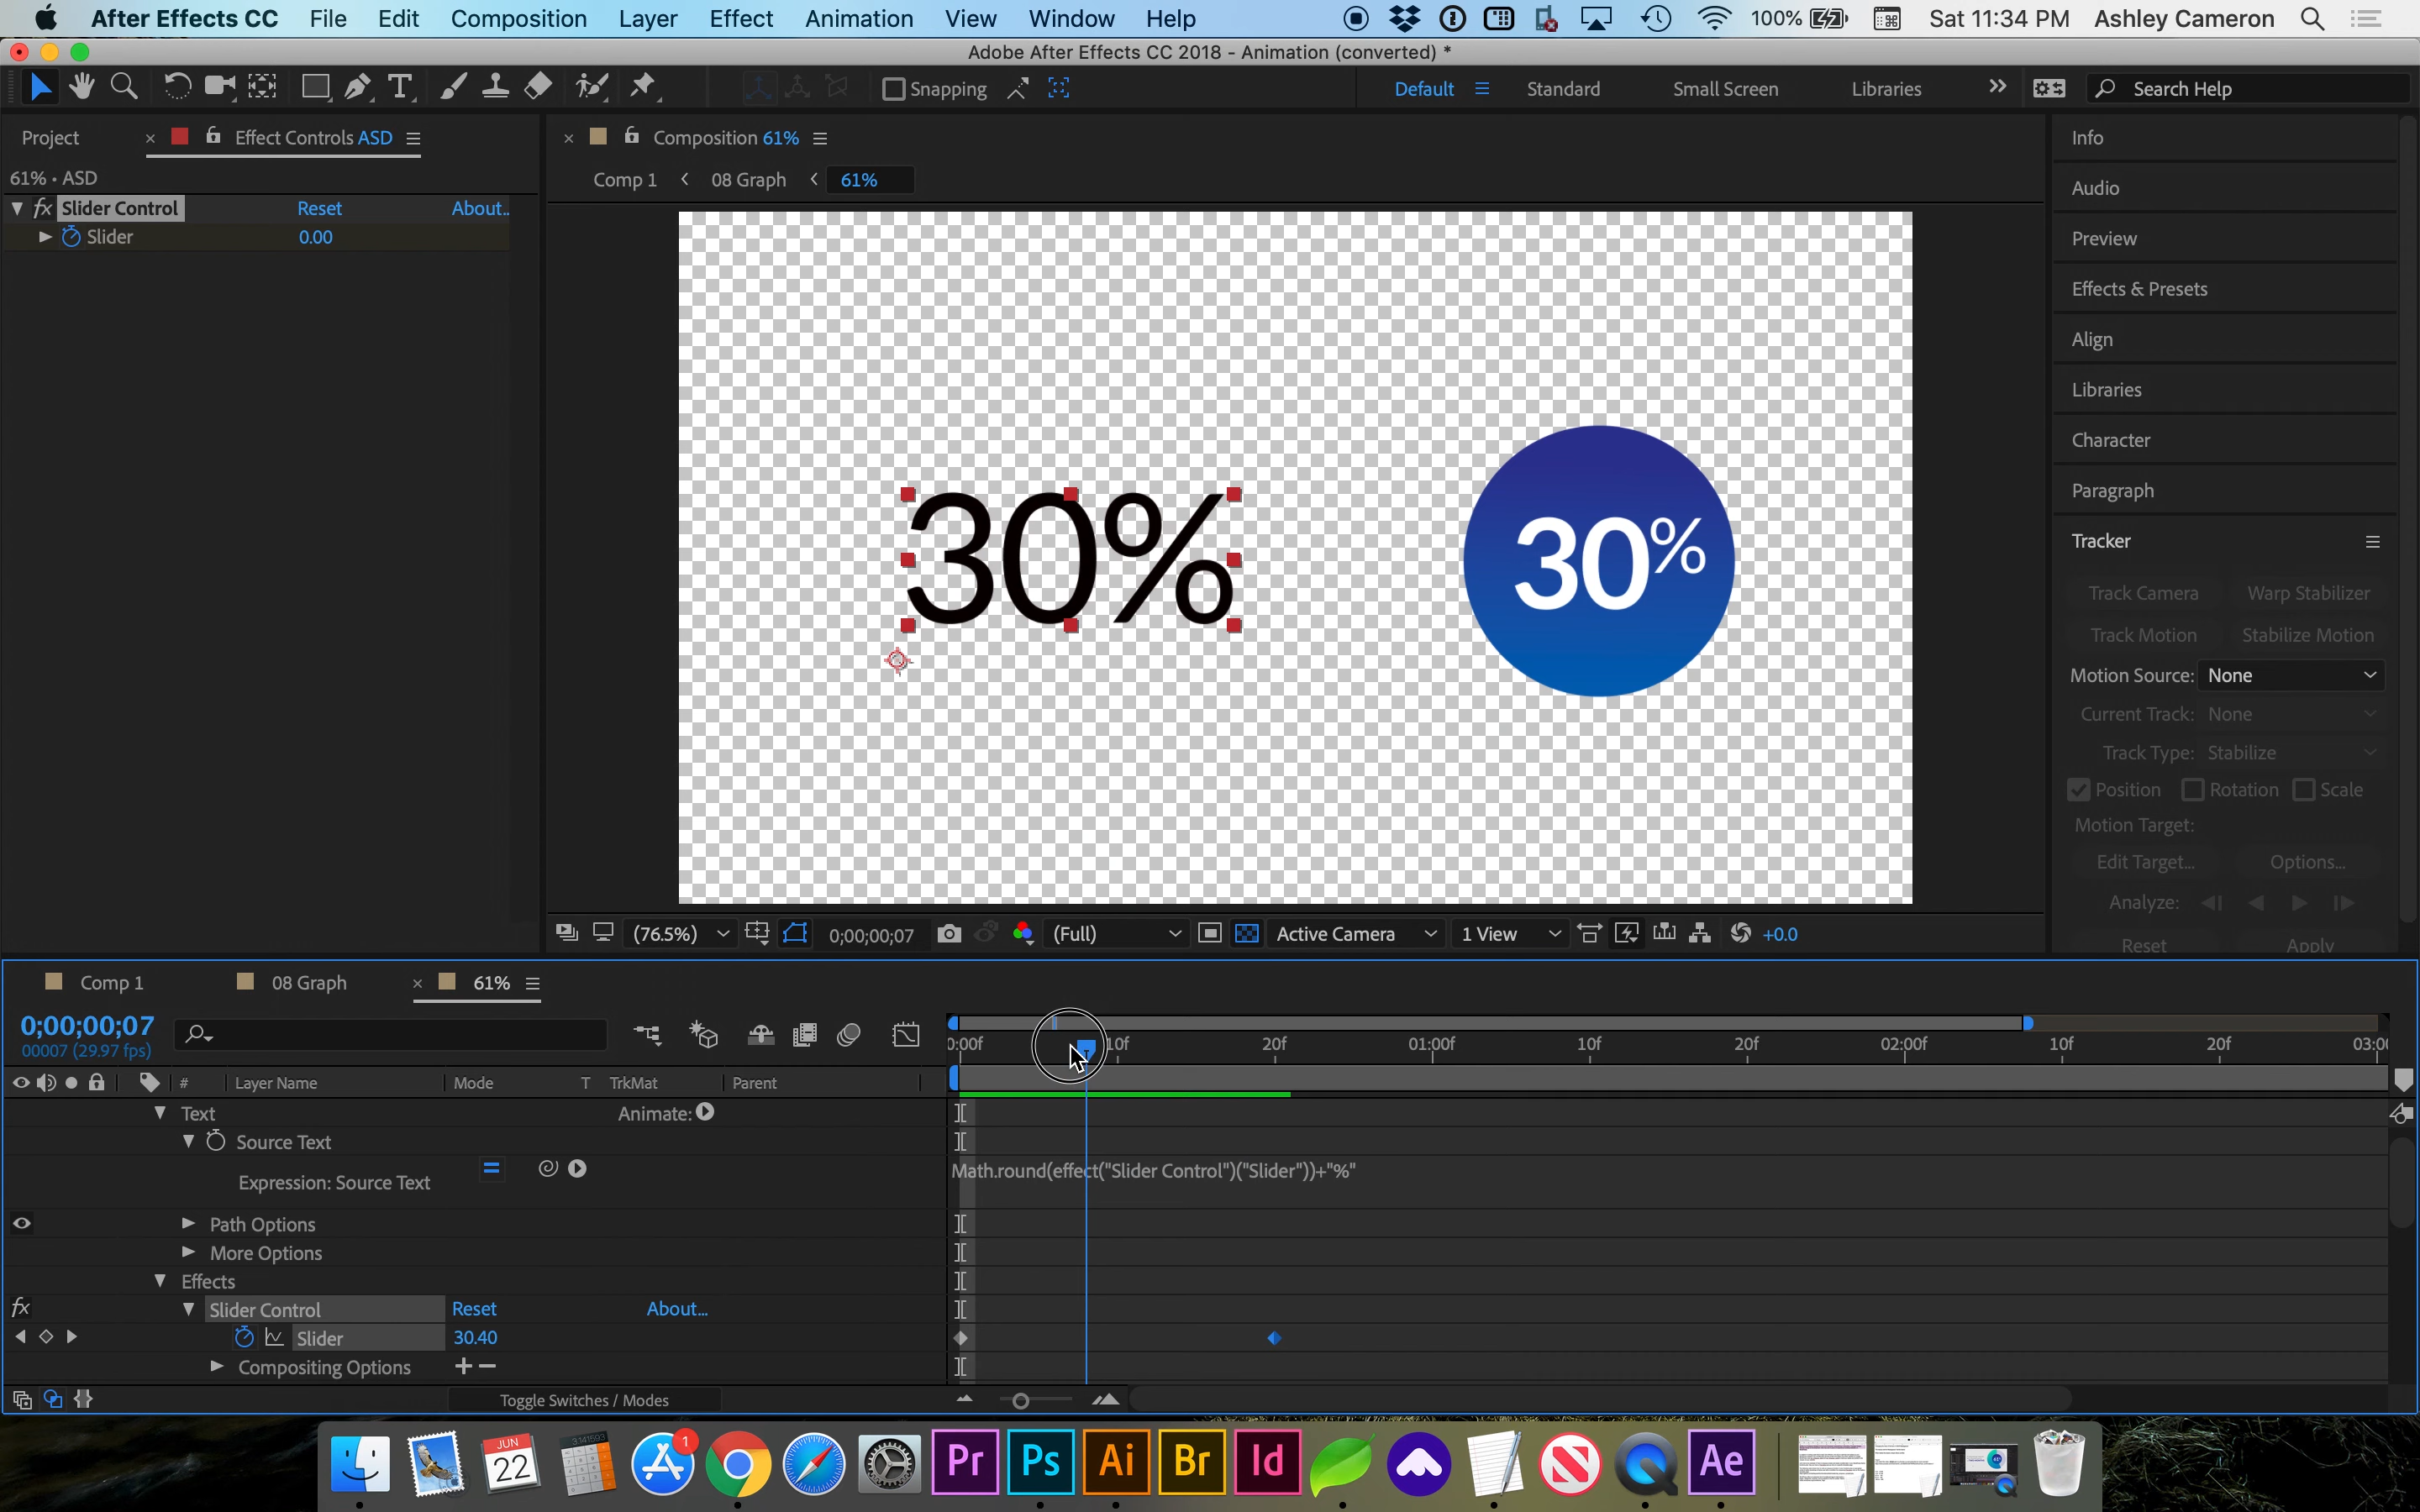 After Effects CC File Edit Composition Layer Effect Animation View Window Help 100% Sat 11:34 PM Ashley Cameron
Adobe After Effects CC 2018 - Animation (converted) *
Snapping Default Standard Small Screen Libraries Search Help
Project Effect Controls ASD
61% • ASD
fx Slider Control Reset About..
Slider 0.00
Composition 61%
Comp 1 08 Graph 61%
30%
30%
(76.5%) 0;00;00;07 (Full) Active Camera 1 View +0.0
Info
Audio
Preview
Effects & Presets
Align
Libraries
Character
Paragraph
Tracker
Track Camera Warp Stabilizer
Track Motion Stabilize Motion
Motion Source: None
Current Track: None
Track Type: Stabilize
Position Rotation Scale
Motion Target:
Edit Target... Options...
Analyze:
Reset Apply
Comp 1 08 Graph 61%
0;00;00;07
00007 (29.97 fps)
0:00f 10f 20f 01:00f 10f 20f 02:00f 10f 20f 03:00
# Layer Name Mode T TrkMat Parent
Text Animate:
Source Text
Expression: Source Text Math.round(effect("Slider Control")("Slider"))+"%"
Path Options
More Options
Effects
fx Slider Control Reset About...
Slider 30.40
Compositing Options
Toggle Switches / Modes
JUN 22 3.141593 1 Pr Ps Ai Br Id N Ae